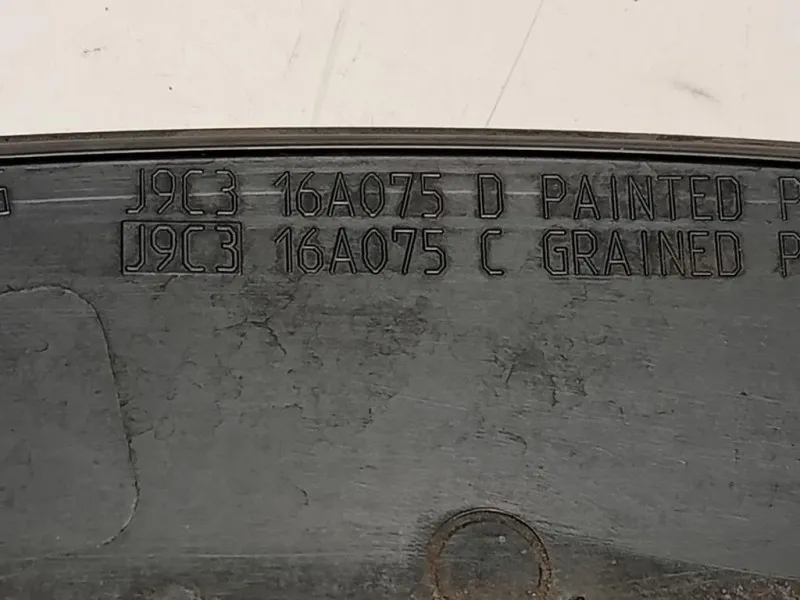 J9C3 16A075 D PAINTED P
J9C3 16A075 C GRAINED P